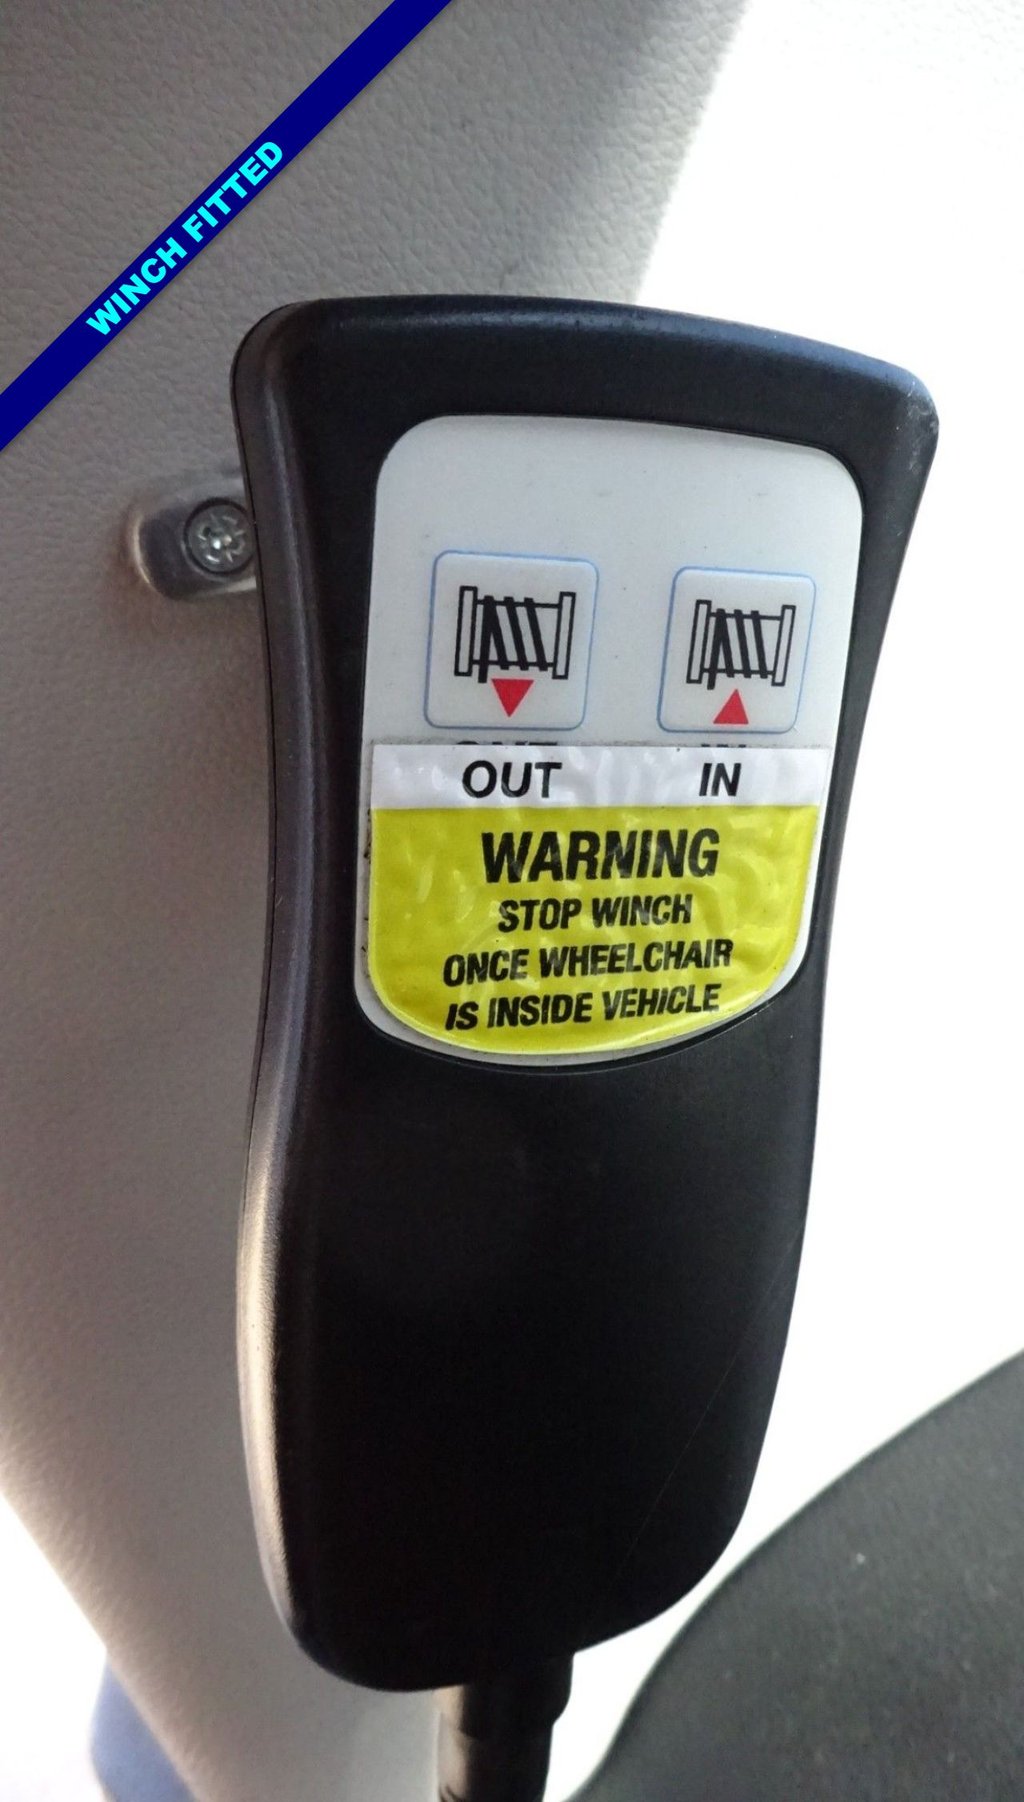 WINCH FITTED
OUT IN
WARNING
STOP WINCH
ONCE WHEELCHAIR
IS INSIDE VEHICLE